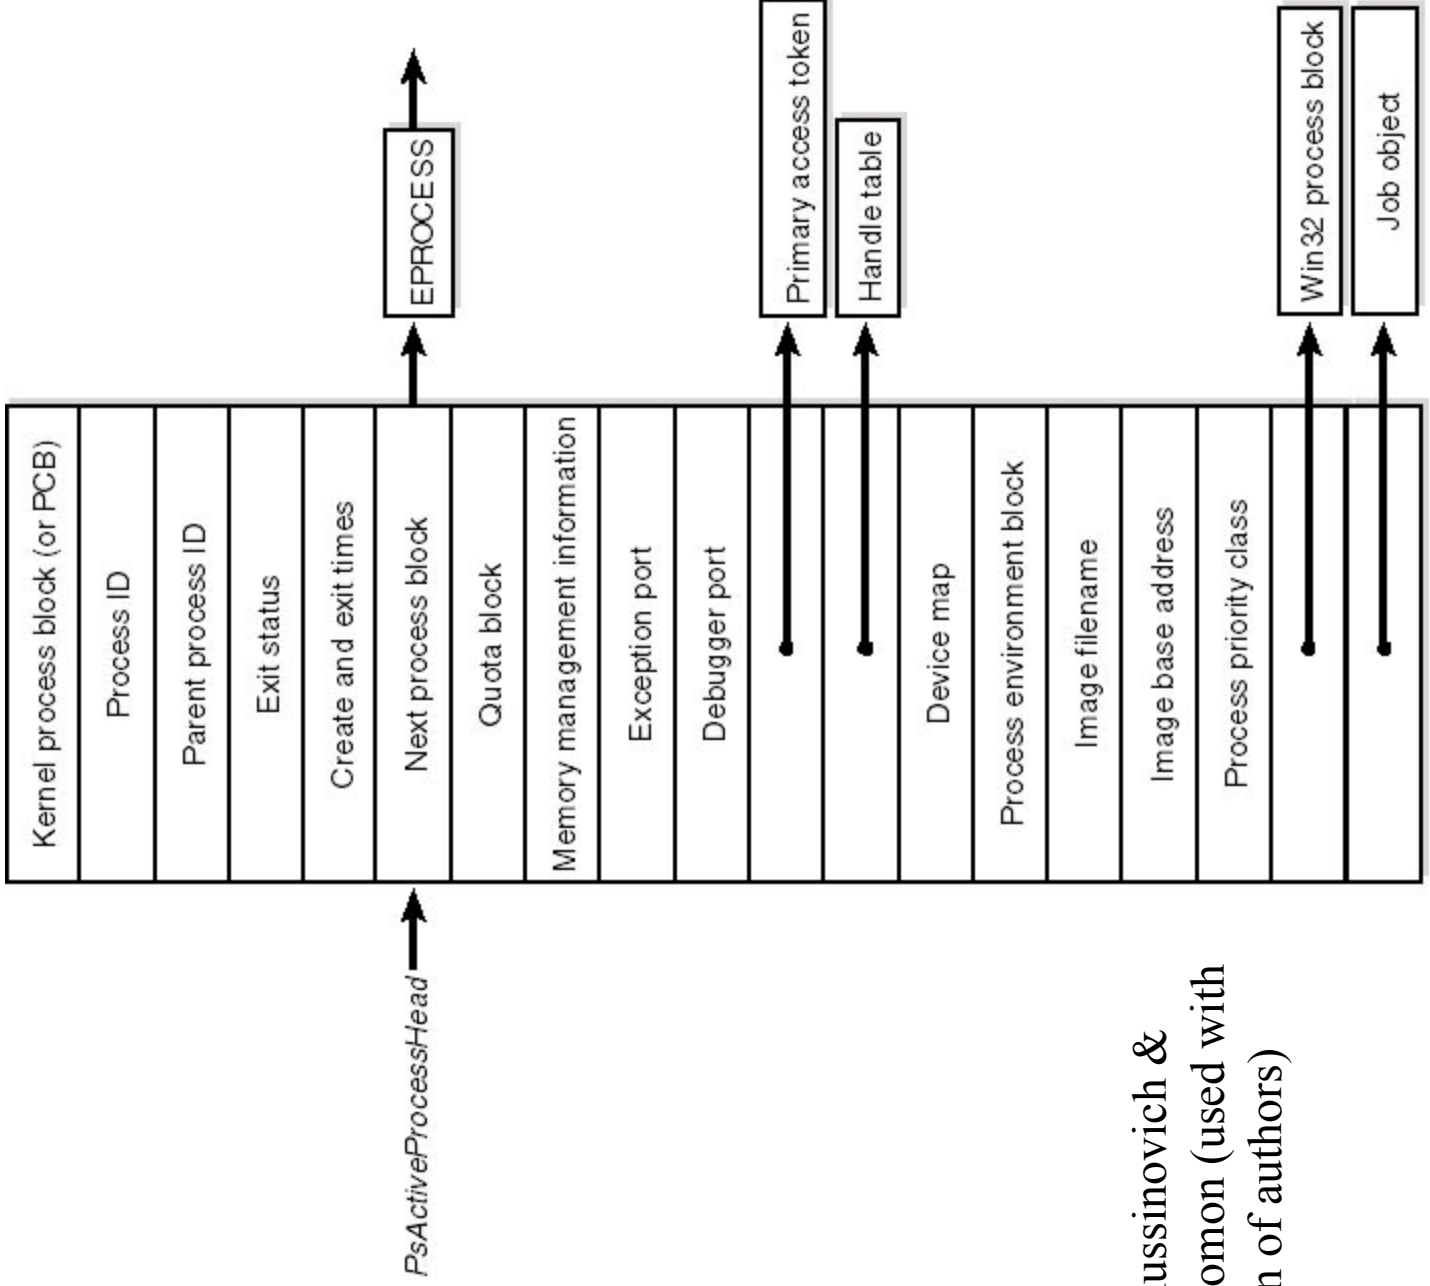 Kernel process block (or PCB)
Process ID
Parent process ID
Exit status
Create and exit times
PsActiveProcessHead
Next process block
EPROCESS
Quota block
Memory management information
Exception port
Debugger port
Primary access token
Handle table
Device map
Process environment block
Image filename
Image base address
Process priority class
Win32 process block
Job object
ussinovich &
omon (used with
n of authors)